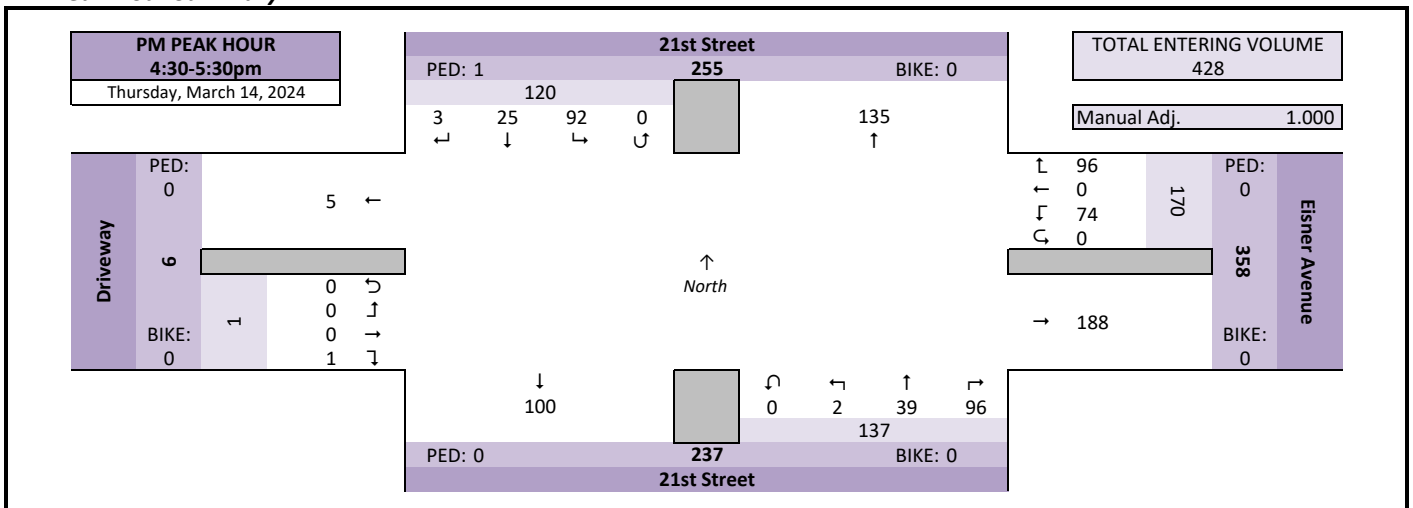 PM PEAK HOUR
4:30-5:30pm
Thursday, March 14, 2024
21st Street
PED: 1 255 BIKE: 0
120
3 25 92 0
↵ ↓ ↳ ↺
135
↑
TOTAL ENTERING VOLUME
428
Manual Adj. 1.000
Driveway
PED:
0
6
BIKE:
0
1
5 ←
0 ⮌
0 ⮥
0 →
1 ⮧
↑
North
↑ 96
← 0
↓ 74
⮎ 0
170
→ 188
PED:
0
358
BIKE:
0
Eisner Avenue
↓
100
↶ ↰ ↑ ↱
0 2 39 96
137
PED: 0 237 BIKE: 0
21st Street